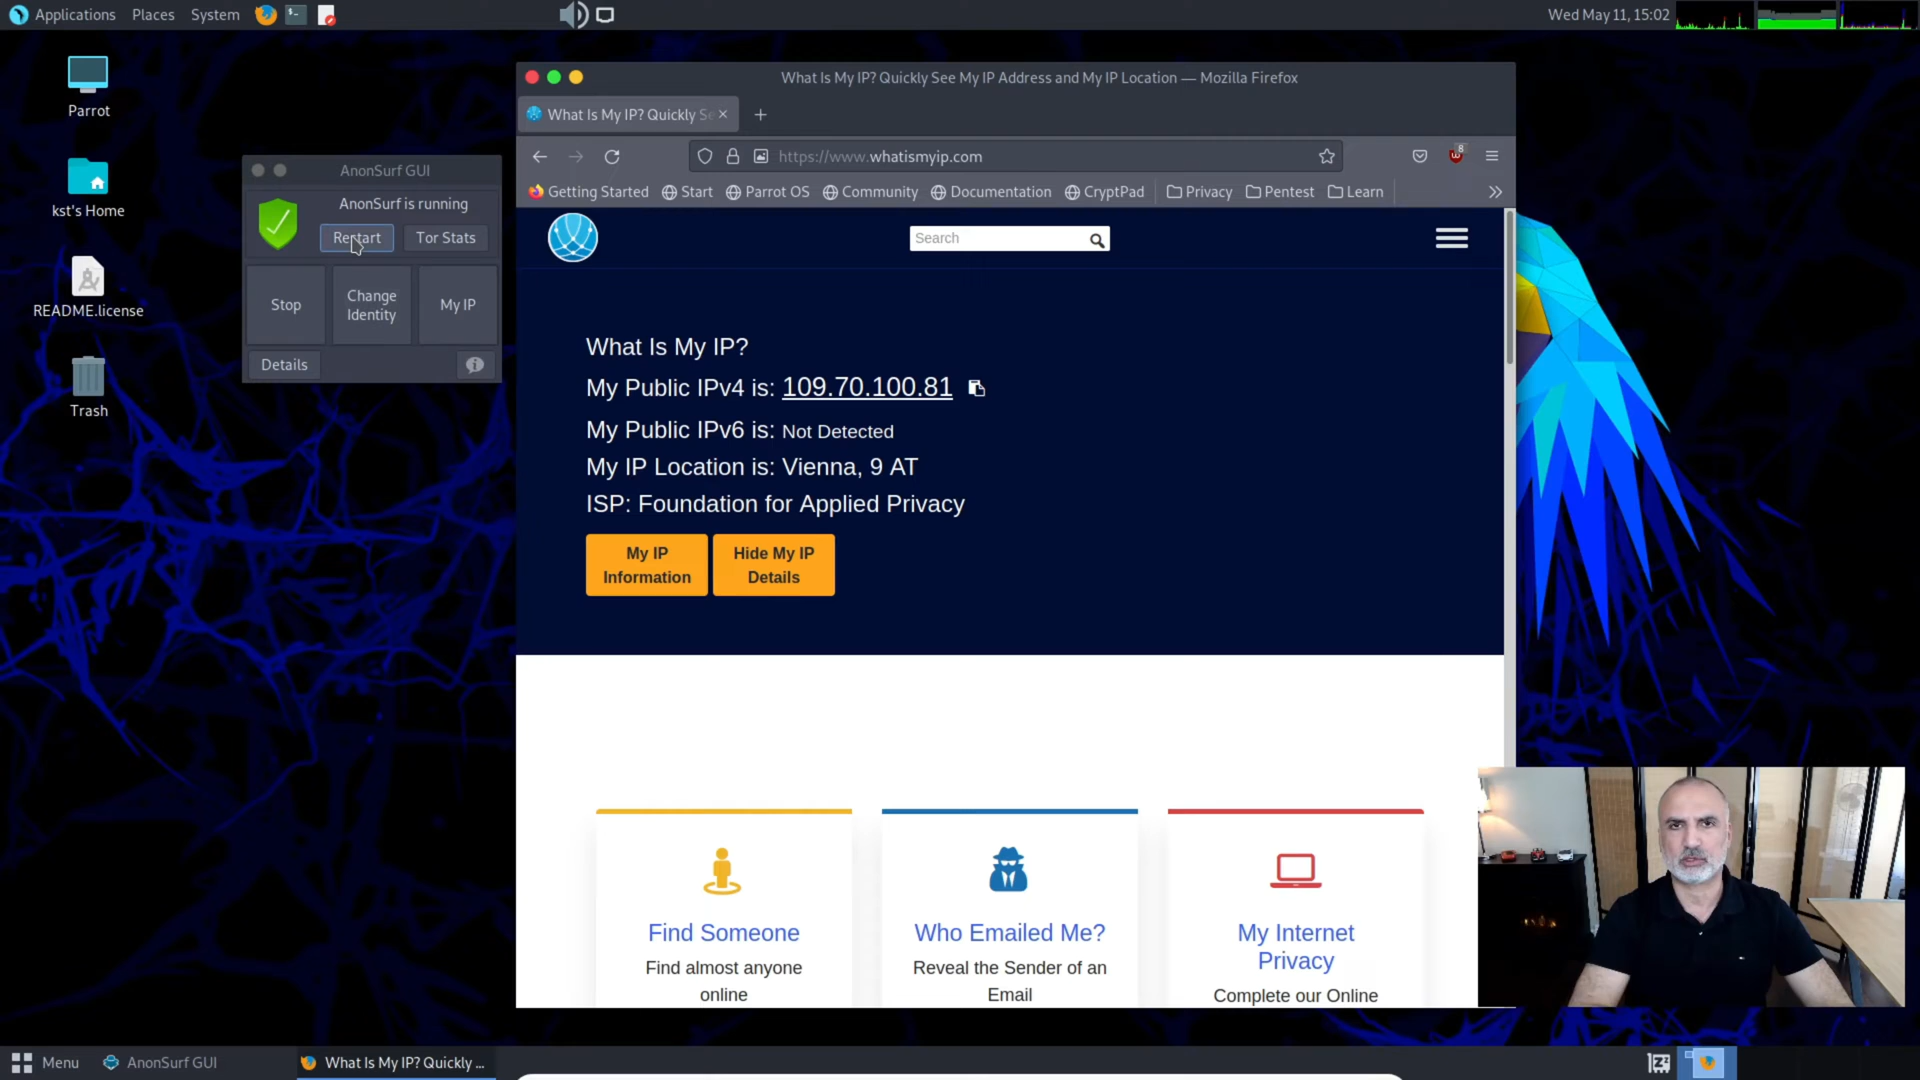 Applications Places System
Wed May 11, 15:02
Parrot
kst's Home
README.license
Trash
AnonSurf GUI
AnonSurf is running
Restart
Tor Stats
Stop
Change
Identity
My IP
Details
What Is My IP? Quickly See My IP Address and My IP Location — Mozilla Firefox
What Is My IP? Quickly Se
https://www.whatismyip.com
8
Getting Started Start Parrot OS Community Documentation CryptPad Privacy Pentest Learn
Search
What Is My IP?
My Public IPv4 is: 109.70.100.81
My Public IPv6 is: Not Detected
My IP Location is: Vienna, 9 AT
ISP: Foundation for Applied Privacy
My IP
Information
Hide My IP
Details
Find Someone
Find almost anyone
online
Who Emailed Me?
Reveal the Sender of an
Email
My Internet
Privacy
Complete our Online
Menu
AnonSurf GUI
What Is My IP? Quickly ...